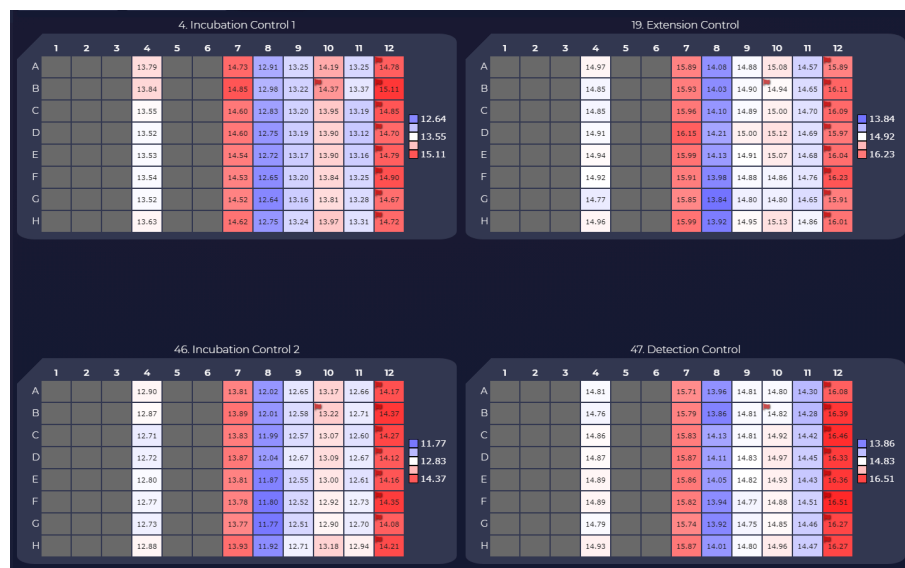 4. Incubation Control 1
1 2 3 4 5 6 7 8 9 10 11 12
A 13.79 14.73 12.91 13.25 14.19 13.25 14.78
B 13.84 14.85 12.98 13.22 14.37 13.37 15.11
C 13.55 14.60 12.83 13.20 13.95 13.19 14.85
D 13.52 14.60 12.75 13.19 13.90 13.12 14.70
E 13.53 14.54 12.72 13.17 13.90 13.16 14.79
F 13.54 14.53 12.65 13.20 13.84 13.25 14.90
G 13.52 14.52 12.64 13.16 13.81 13.28 14.67
H 13.63 14.62 12.75 13.24 13.97 13.31 14.72
12.64
13.55
15.11
19. Extension Control
1 2 3 4 5 6 7 8 9 10 11 12
A 14.97 15.89 14.08 14.88 15.08 14.57 15.89
B 14.85 15.93 14.03 14.90 14.94 14.65 16.11
C 14.85 15.96 14.10 14.89 15.00 14.70 16.09
D 14.91 16.15 14.21 15.00 15.12 14.69 15.97
E 14.94 15.99 14.13 14.91 15.07 14.68 16.04
F 14.92 15.91 13.98 14.88 14.86 14.76 16.23
G 14.77 15.85 13.84 14.80 14.80 14.65 15.91
H 14.96 15.99 13.92 14.95 15.13 14.86 16.01
13.84
14.92
16.23
46. Incubation Control 2
1 2 3 4 5 6 7 8 9 10 11 12
A 12.90 13.81 12.02 12.65 13.17 12.66 14.17
B 12.87 13.89 12.01 12.58 13.22 12.71 14.37
C 12.71 13.83 11.99 12.57 13.07 12.60 14.27
D 12.72 13.87 12.04 12.67 13.09 12.67 14.12
E 12.80 13.81 11.87 12.55 13.00 12.61 14.16
F 12.77 13.78 11.80 12.52 12.92 12.73 14.35
G 12.73 13.77 11.77 12.51 12.90 12.70 14.08
H 12.88 13.93 11.92 12.71 13.18 12.94 14.21
11.77
12.83
14.37
47. Detection Control
1 2 3 4 5 6 7 8 9 10 11 12
A 14.81 15.71 13.96 14.81 14.80 14.30 16.08
B 14.76 15.79 13.86 14.81 14.82 14.28 16.39
C 14.86 15.83 14.13 14.81 14.92 14.42 16.46
D 14.87 15.87 14.11 14.83 14.97 14.45 16.33
E 14.89 15.86 14.05 14.82 14.93 14.43 16.36
F 14.89 15.82 13.94 14.77 14.88 14.51 16.51
G 14.79 15.74 13.92 14.75 14.85 14.46 16.27
H 14.93 15.87 14.01 14.80 14.96 14.47 16.27
13.86
14.83
16.51